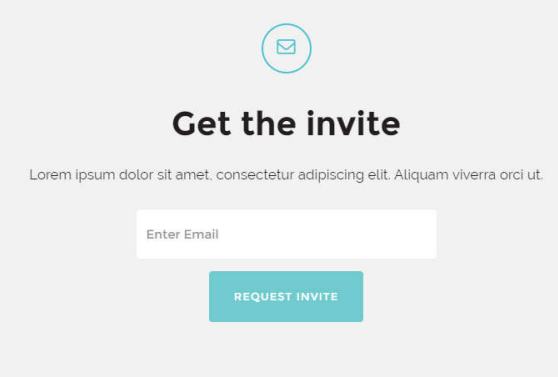 Get the invite
Lorem ipsum dolor sit amet, consectetur adipiscing elit. Aliquam viverra orci ut.
Enter Email
REQUEST INVITE